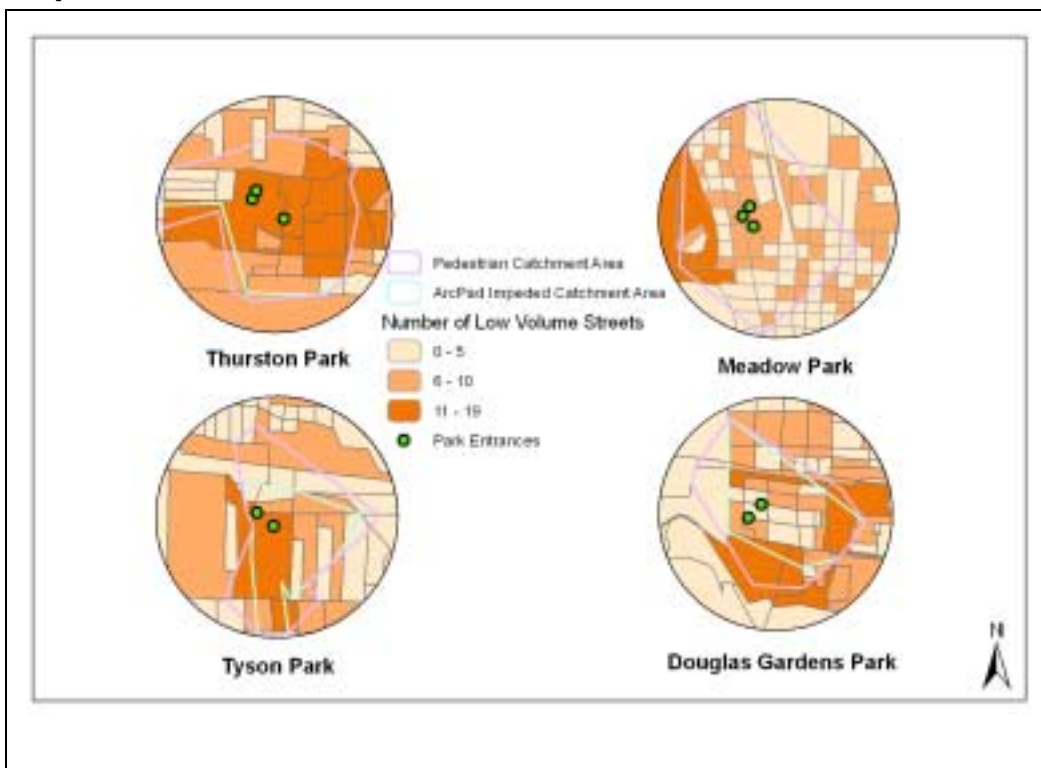 Pedestrian Catchment Area
ArcPad Impeded Catchment Area
Number of Low Volume Streets
0 - 5
6 - 10
11 - 19
Park Entrances
Thurston Park
Meadow Park
Tyson Park
Douglas Gardens Park
N